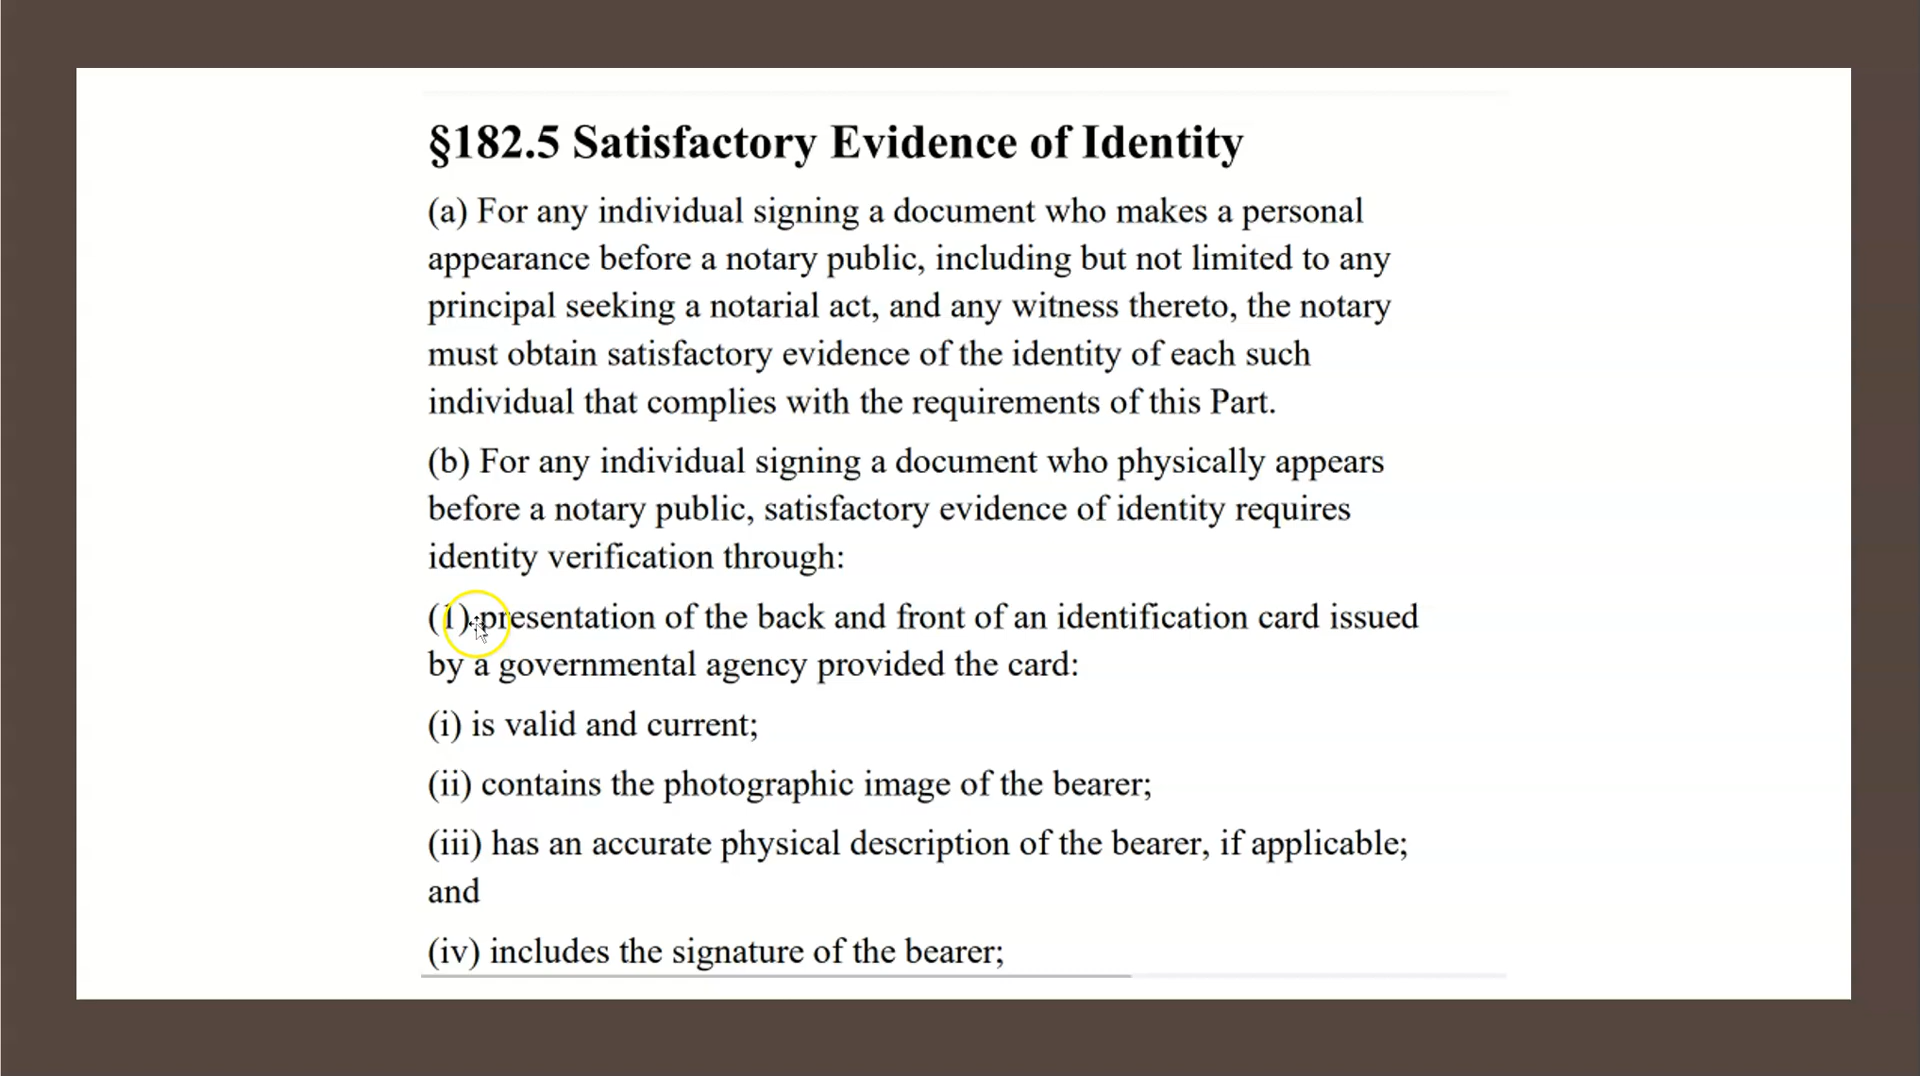 §182.5 Satisfactory Evidence of Identity
(a) For any individual signing a document who makes a personal
appearance before a notary public, including but not limited to any
principal seeking a notarial act, and any witness thereto, the notary
must obtain satisfactory evidence of the identity of each such
individual that complies with the requirements of this Part.
(b) For any individual signing a document who physically appears
before a notary public, satisfactory evidence of identity requires
identity verification through:
(1) presentation of the back and front of an identification card issued
by a governmental agency provided the card:
(i) is valid and current;
(ii) contains the photographic image of the bearer;
(iii) has an accurate physical description of the bearer, if applicable;
and
(iv) includes the signature of the bearer;